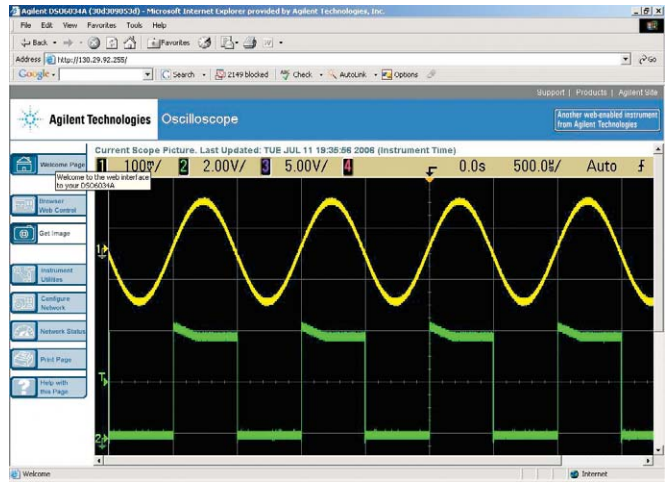 Agilent DSO6034A (30d309053d) - Microsoft Internet Explorer provided by Agilent Technologies, Inc.
File Edit View Favorites Tools Help
Back Favorites
Address http://130.29.92.255/ Go
Google Search 2149 blocked Check AutoLink Options
Support | Products | Agilent Site
Agilent Technologies Oscilloscope
Another web-enabled instrument
from Agilent Technologies
Current Scope Picture. Last Updated: TUE JUL 11 19:35:56 2006 (Instrument Time)
1 2 2.00V/ 3 5.00V/ 4 0.0s Auto
Welcome Page
Welcome to the web interface
to your DSO6034A
Browser
Web Control
Get Image
Instrument
Utilities
Configure
Network
Network Status
Print Page
Help with
this Page
1
T
2
Welcome Internet